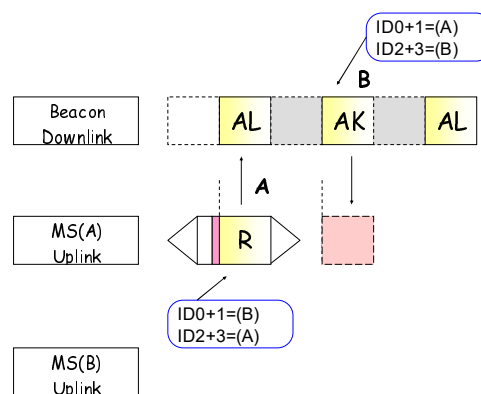 ID0+1=(A)
ID2+3=(B)
B
Beacon
Downlink
AL
AK
AL
A
MS(A)
Uplink
R
ID0+1=(B)
ID2+3=(A)
MS(B)
Uplink